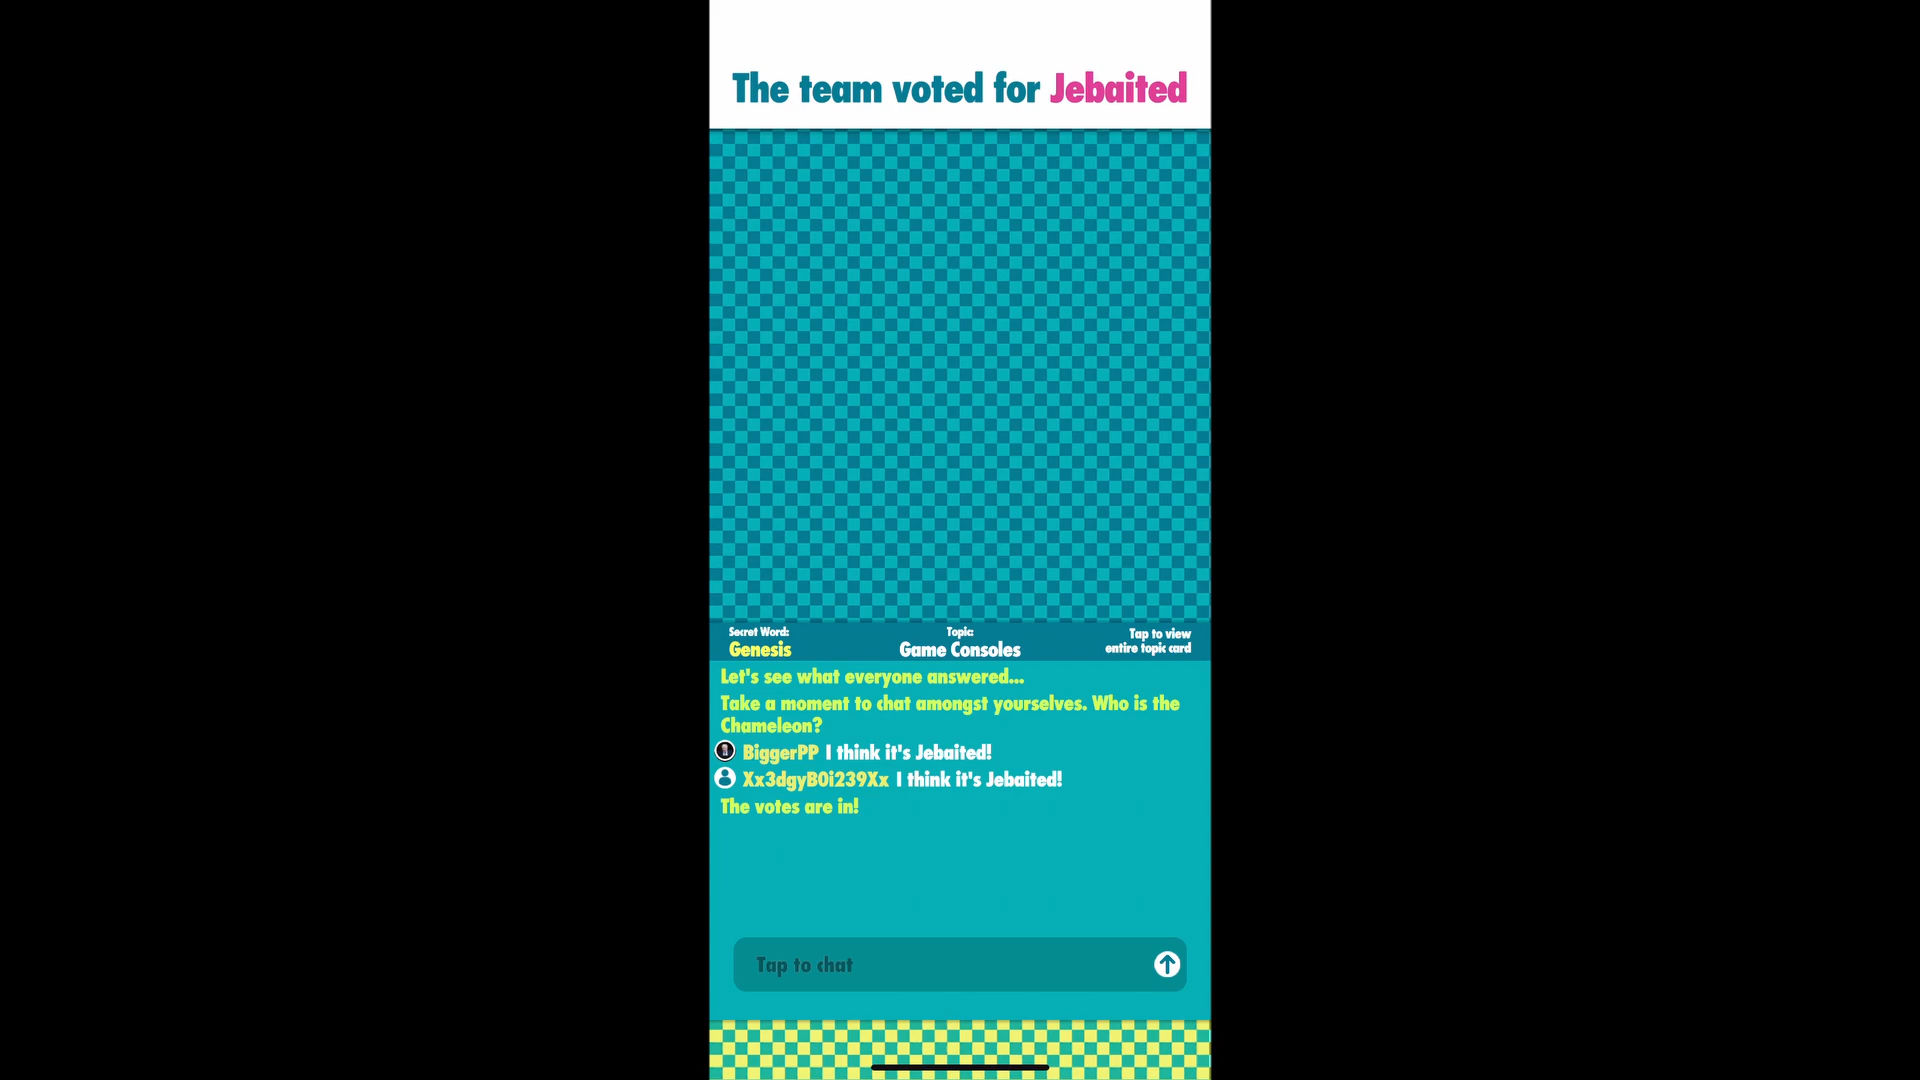 The team voted for Jebaited
Secret Word:
Genesis
Topic:
Game Consoles
Tap to view
entire topic card
Let's see what everyone answered...
Take a moment to chat amongst yourselves. Who is the
Chameleon?
BiggerPP I think it's Jebaited!
Xx3dgyB0i239Xx I think it's Jebaited!
The votes are in!
Tap to chat